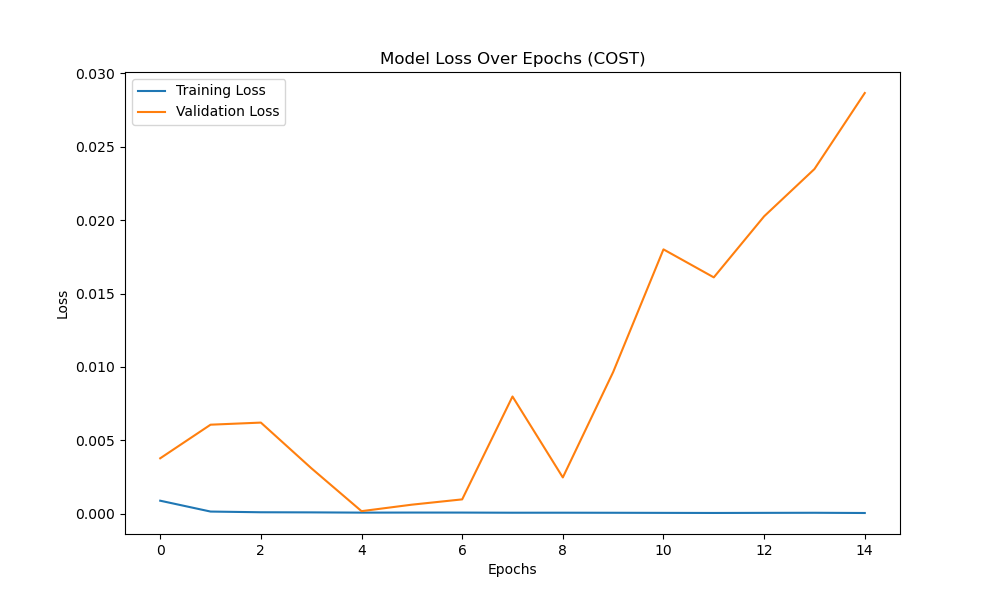 Model Loss Over Epochs (COST)
Training Loss
Validation Loss
0.030
0.025
0.020
0.015
0.010
0.005
0.000
Loss
0 2 4 6 8 10 12 14
Epochs